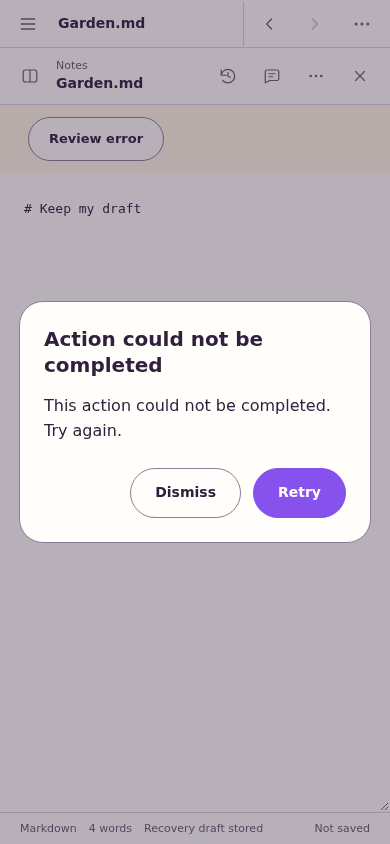 Garden.md
Notes
Garden.md
Review error
# Keep my draft
Action could not be
completed
This action could not be completed.
Try again.
Dismiss
Retry
Markdown 4 words Recovery draft stored Not saved